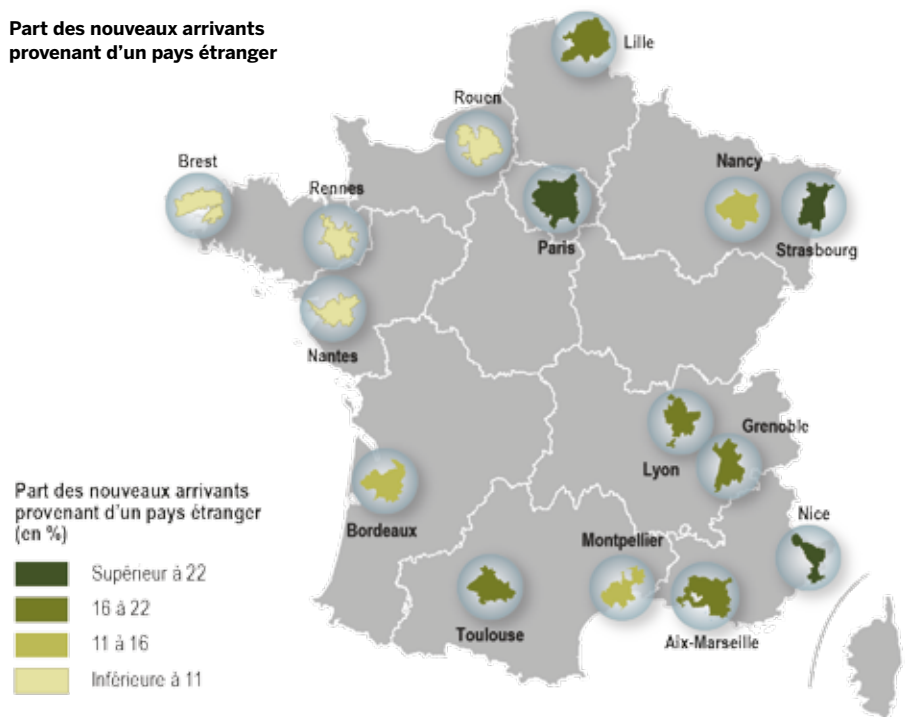 Part des nouveaux arrivants
provenant d'un pays étranger
Lille
Rouen
Brest
Rennes
Nancy
Paris
Strasbourg
Nantes
Grenoble
Lyon
Part des nouveaux arrivants
provenant d'un pays étranger
(en %)
Bordeaux
Nice
Montpellier
Supérieur à 22
16 à 22
Toulouse
Aix-Marseille
11 à 16
Inférieure à 11